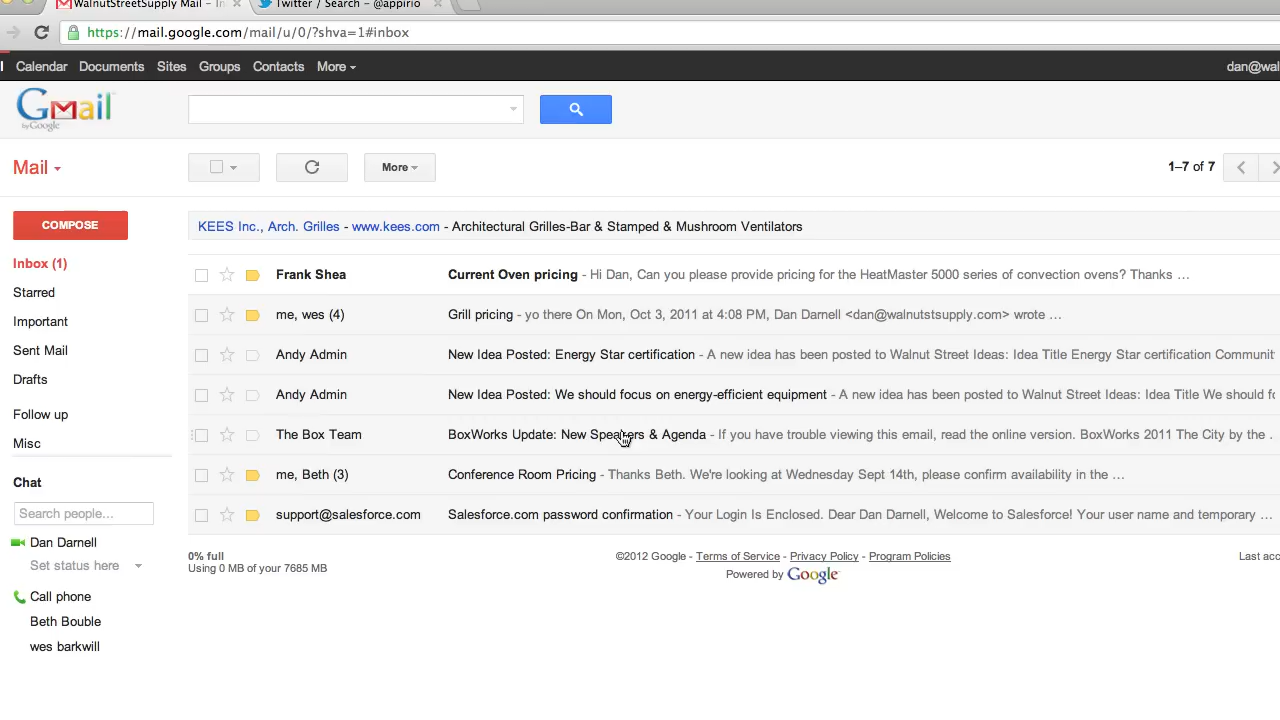 WalnutStreetSupply Mail – In
Twitter / Search - @appirio
https://mail.google.com/mail/u/0/?shva=1#inbox
Calendar Documents Sites Groups Contacts More
dan@wal
Gmail
by Google
Mail
More
1–7 of 7
COMPOSE
KEES Inc., Arch. Grilles - www.kees.com - Architectural Grilles-Bar & Stamped & Mushroom Ventilators
Inbox (1)
Starred
Important
Sent Mail
Drafts
Follow up
Misc
Frank Shea Current Oven pricing - Hi Dan, Can you please provide pricing for the HeatMaster 5000 series of convection ovens? Thanks …
me, wes (4) Grill pricing - yo there On Mon, Oct 3, 2011 at 4:08 PM, Dan Darnell <dan@walnutstsupply.com> wrote …
Andy Admin New Idea Posted: Energy Star certification - A new idea has been posted to Walnut Street Ideas: Idea Title Energy Star certification Communit
Andy Admin New Idea Posted: We should focus on energy-efficient equipment - A new idea has been posted to Walnut Street Ideas: Idea Title We should fo
The Box Team BoxWorks Update: New Speakers & Agenda - If you have trouble viewing this email, read the online version. BoxWorks 2011 The City by the …
me, Beth (3) Conference Room Pricing - Thanks Beth. We're looking at Wednesday Sept 14th, please confirm availability in the …
support@salesforce.com Salesforce.com password confirmation - Your Login Is Enclosed. Dear Dan Darnell, Welcome to Salesforce! Your user name and temporary …
Chat
Search people...
Dan Darnell
Set status here
Call phone
Beth Bouble
wes barkwill
0% full
Using 0 MB of your 7685 MB
©2012 Google - Terms of Service - Privacy Policy - Program Policies
Powered by Google
Last acc